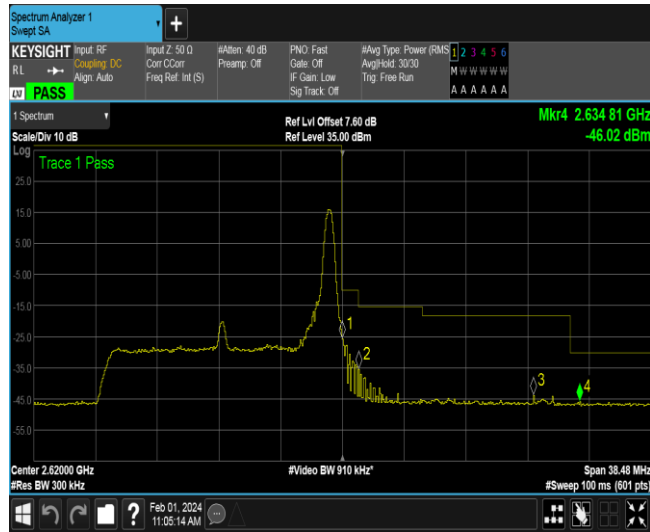 Spectrum Analyzer 1
Swept SA
+
KEYSIGHT Input: RF Input Z: 50 Ω #Atten: 40 dB PNO: Fast #Avg Type: Power (RMS 1 2 3 4 5 6
RL Coupling: DC Corr CCorr Preamp: Off Gate: Off Avg|Hold: 30/30 M W W W W W
Align: Auto Freq Ref: Int (S) IF Gain: Low Trig: Free Run
LXI PASS Sig Track: Off A A A A A A
1 Spectrum Ref Lvl Offset 7.60 dB Mkr4 2.634 81 GHz
Scale/Div 10 dB Ref Level 35.00 dBm -46.02 dBm
Log
Trace 1 Pass
25.0
15.0
5.00
-5.00
-15.0
1
-25.0
2
-35.0
3
4
-45.0
-55.0
Center 2.62000 GHz #Video BW 910 kHz* Span 38.48 MHz
#Res BW 300 kHz #Sweep 100 ms (601 pts)
? Feb 01, 2024
11:05:14 AM